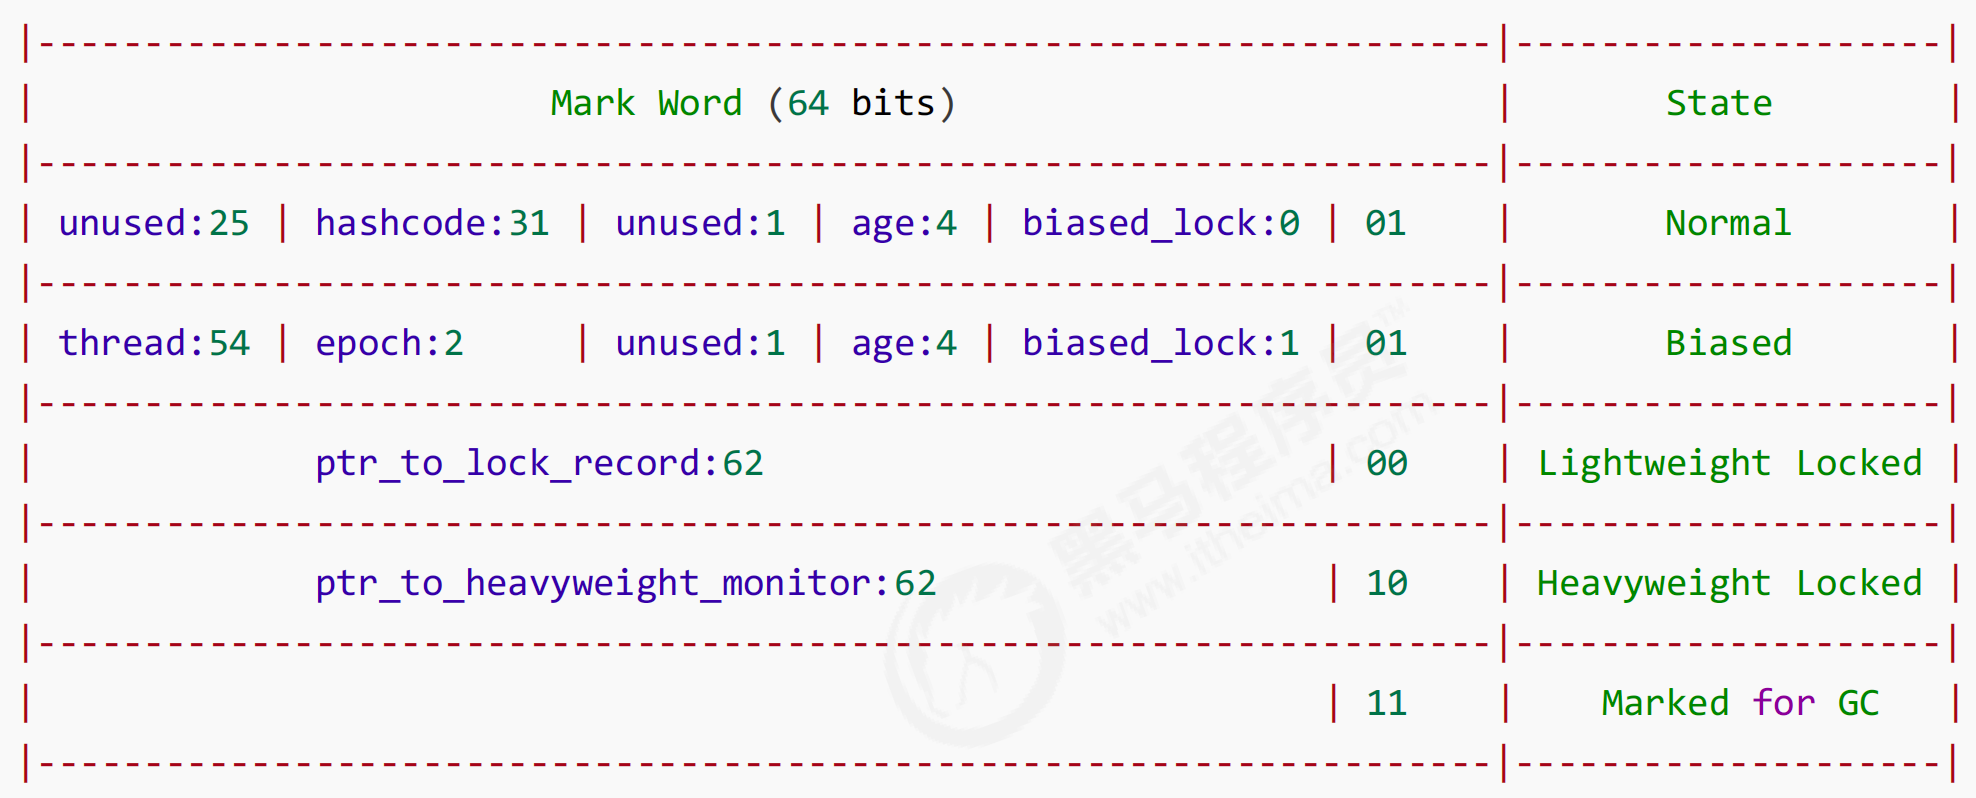 |--------------------------------------------------------------------|--------------------|
| Mark Word (64 bits) | State |
|--------------------------------------------------------------------|--------------------|
| unused:25 | hashcode:31 | unused:1 | age:4 | biased_lock:0 | 01 | Normal |
|--------------------------------------------------------------------|--------------------|
| thread:54 | epoch:2 | unused:1 | age:4 | biased_lock:1 | 01 | Biased |
|--------------------------------------------------------------------|--------------------|
| ptr_to_lock_record:62 | 00 | Lightweight Locked |
|--------------------------------------------------------------------|--------------------|
| ptr_to_heavyweight_monitor:62 | 10 | Heavyweight Locked |
|--------------------------------------------------------------------|--------------------|
| | 11 | Marked for GC |
|--------------------------------------------------------------------|--------------------|
黑马程序员™
www.itheima.com